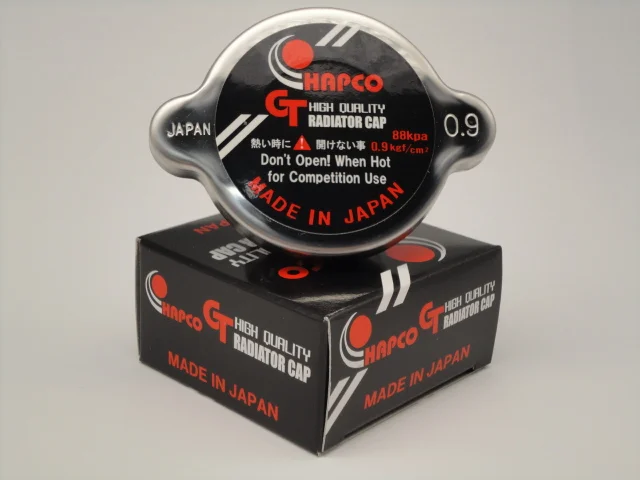 HAPCO
GT HIGH QUALITY
RADIATOR CAP
JAPAN
0.9
88kpa
熱い時に 開けない事 0.9kgf/cm²
Don't Open! When Hot
for Competition Use
MADE IN JAPAN
HAPCO GT HIGH QUALITY
RADIATOR CAP
MADE IN JAPAN
HAPCO GT HIGH QUALITY
RADIATOR CAP
MADE IN JAPAN